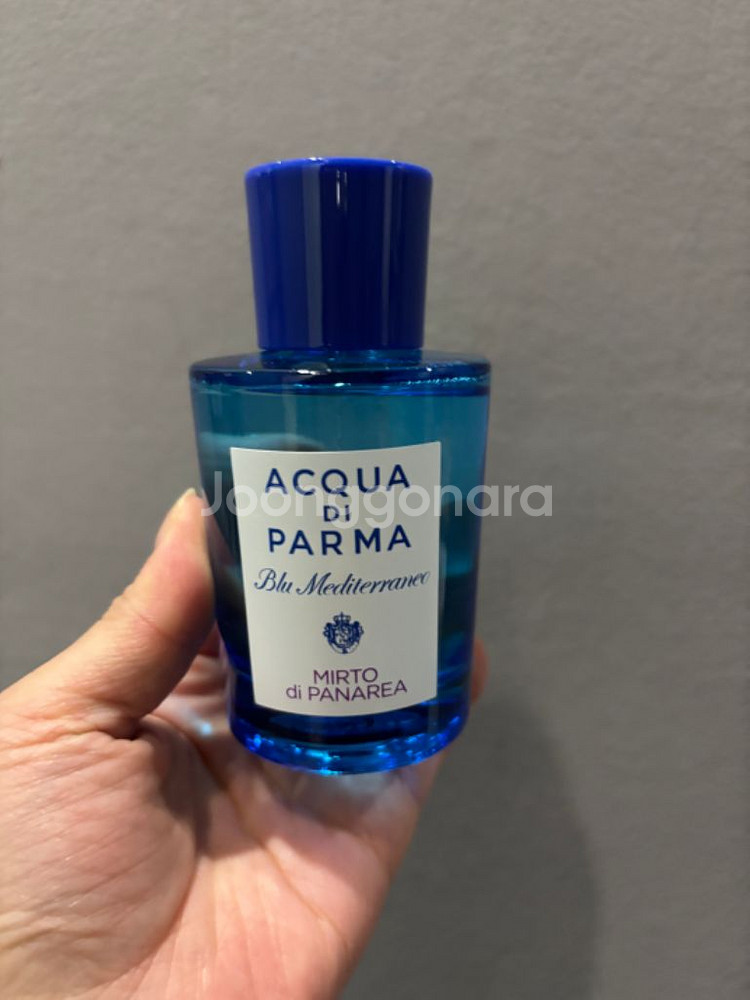 ACQUA
DI
PARMA
Blu Mediterraneo
MIRTO
di PANAREA
Joonggonara